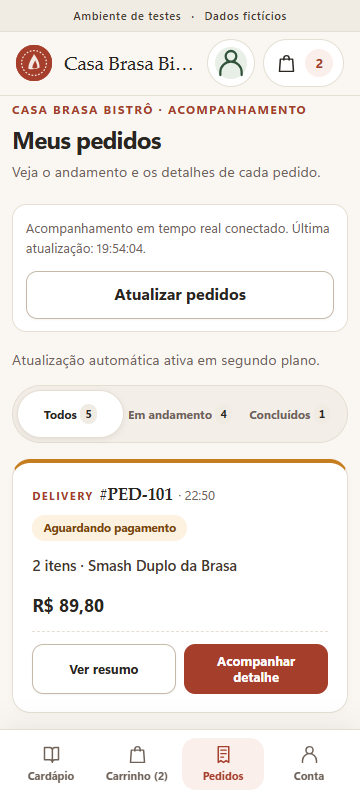 Ambiente de testes · Dados fictícios
Casa Brasa Bi...
2
CASA BRASA BISTRÔ · ACOMPANHAMENTO
Meus pedidos
Veja o andamento e os detalhes de cada pedido.
Acompanhamento em tempo real conectado. Última
atualização: 19:54:04.
Atualizar pedidos
Atualização automática ativa em segundo plano.
Todos 5 Em andamento 4 Concluídos 1
DELIVERY #PED-101 · 22:50
Aguardando pagamento
2 itens · Smash Duplo da Brasa
R$ 89,80
Ver resumo
Acompanhar
detalhe
Cardápio Carrinho (2) Pedidos Conta